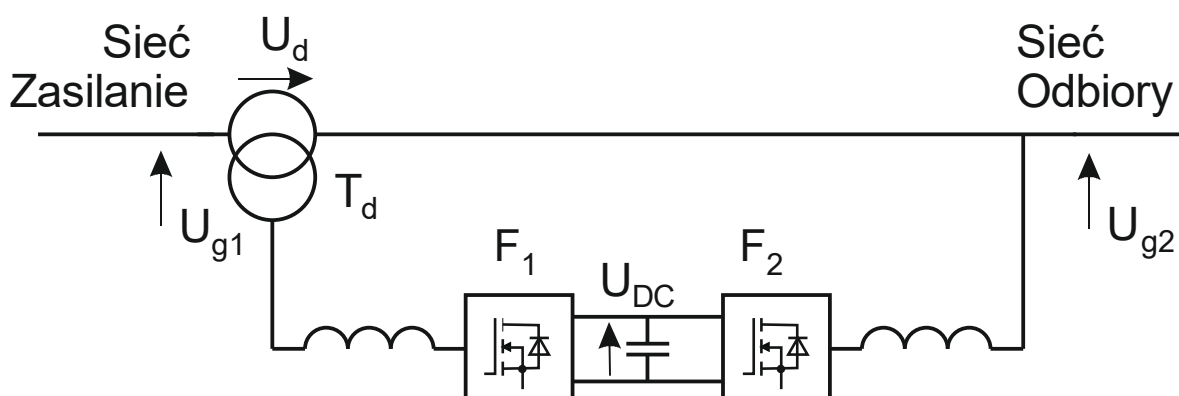 Sieć
Zasilanie
U_d
Sieć
Odbiory
U_g1
T_d
U_g2
F_1
U_DC
F_2